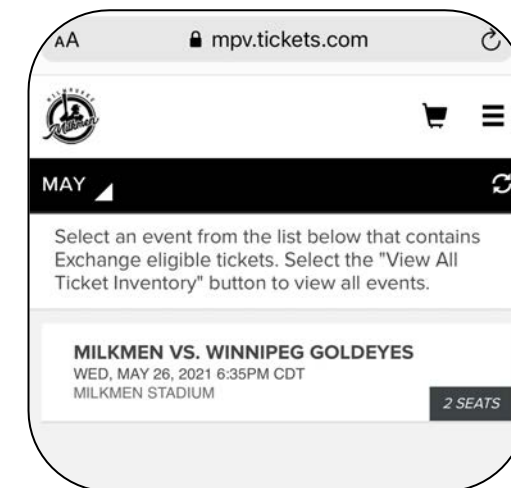 AA mpv.tickets.com
MILWAUKEE
Milkmen
MAY
Select an event from the list below that contains
Exchange eligible tickets. Select the "View All
Ticket Inventory" button to view all events.
MILKMEN VS. WINNIPEG GOLDEYES
WED, MAY 26, 2021 6:35PM CDT
MILKMEN STADIUM
2 SEATS